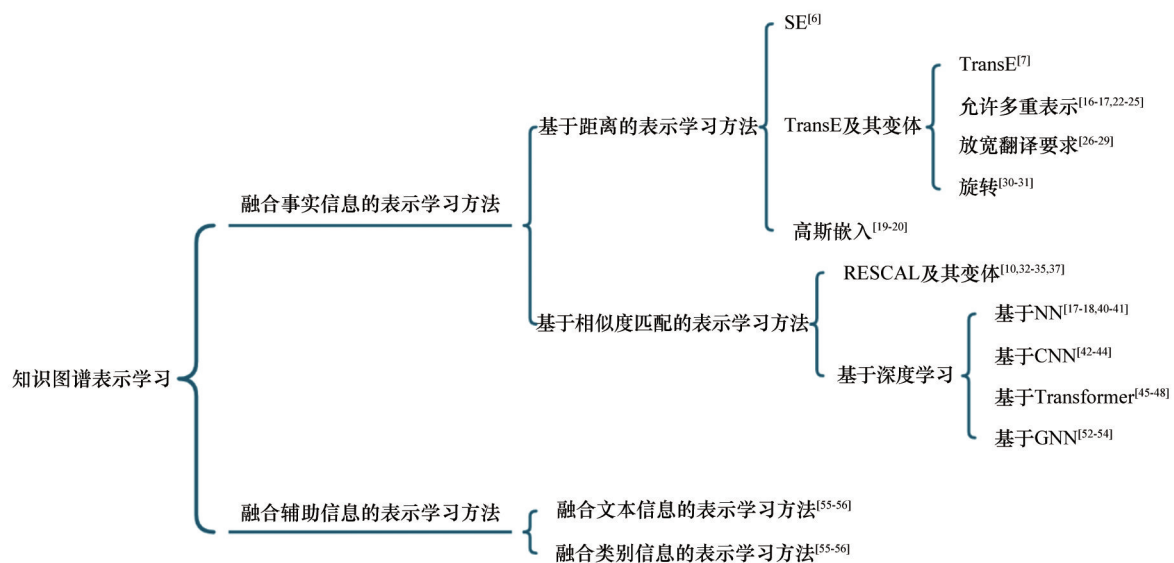 知识图谱表示学习
融合事实信息的表示学习方法
基于距离的表示学习方法
SE[6]
TransE及其变体
TransE[7]
允许多重表示[16-17,22-25]
放宽翻译要求[26-29]
旋转[30-31]
高斯嵌入[19-20]
基于相似度匹配的表示学习方法
RESCAL及其变体[10,32-35,37]
基于深度学习
基于NN[17-18,40-41]
基于CNN[42-44]
基于Transformer[45-48]
基于GNN[52-54]
融合辅助信息的表示学习方法
融合文本信息的表示学习方法[55-56]
融合类别信息的表示学习方法[55-56]